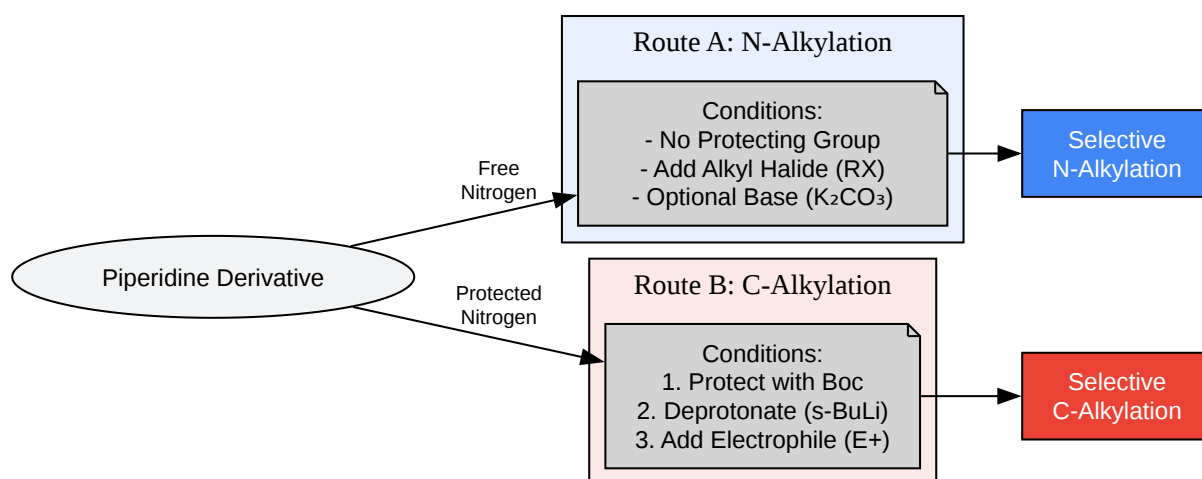 Route A: N-Alkylation
Conditions:
- No Protecting Group
- Add Alkyl Halide (RX)
- Optional Base (K₂CO₃)
Selective
N-Alkylation
Free
Nitrogen
Piperidine Derivative
Protected
Nitrogen
Route B: C-Alkylation
Conditions:
1. Protect with Boc
2. Deprotonate (s-BuLi)
3. Add Electrophile (E+)
Selective
C-Alkylation